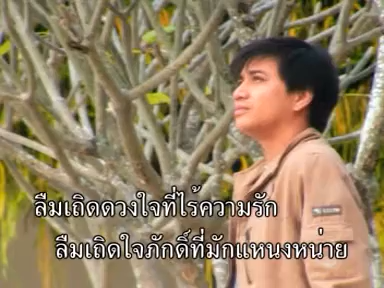 ลืมเถิดดวงใจที่ไร้ความรัก
ลืมเถิดใจภักดิ์ที่มักแหนงหน่าย